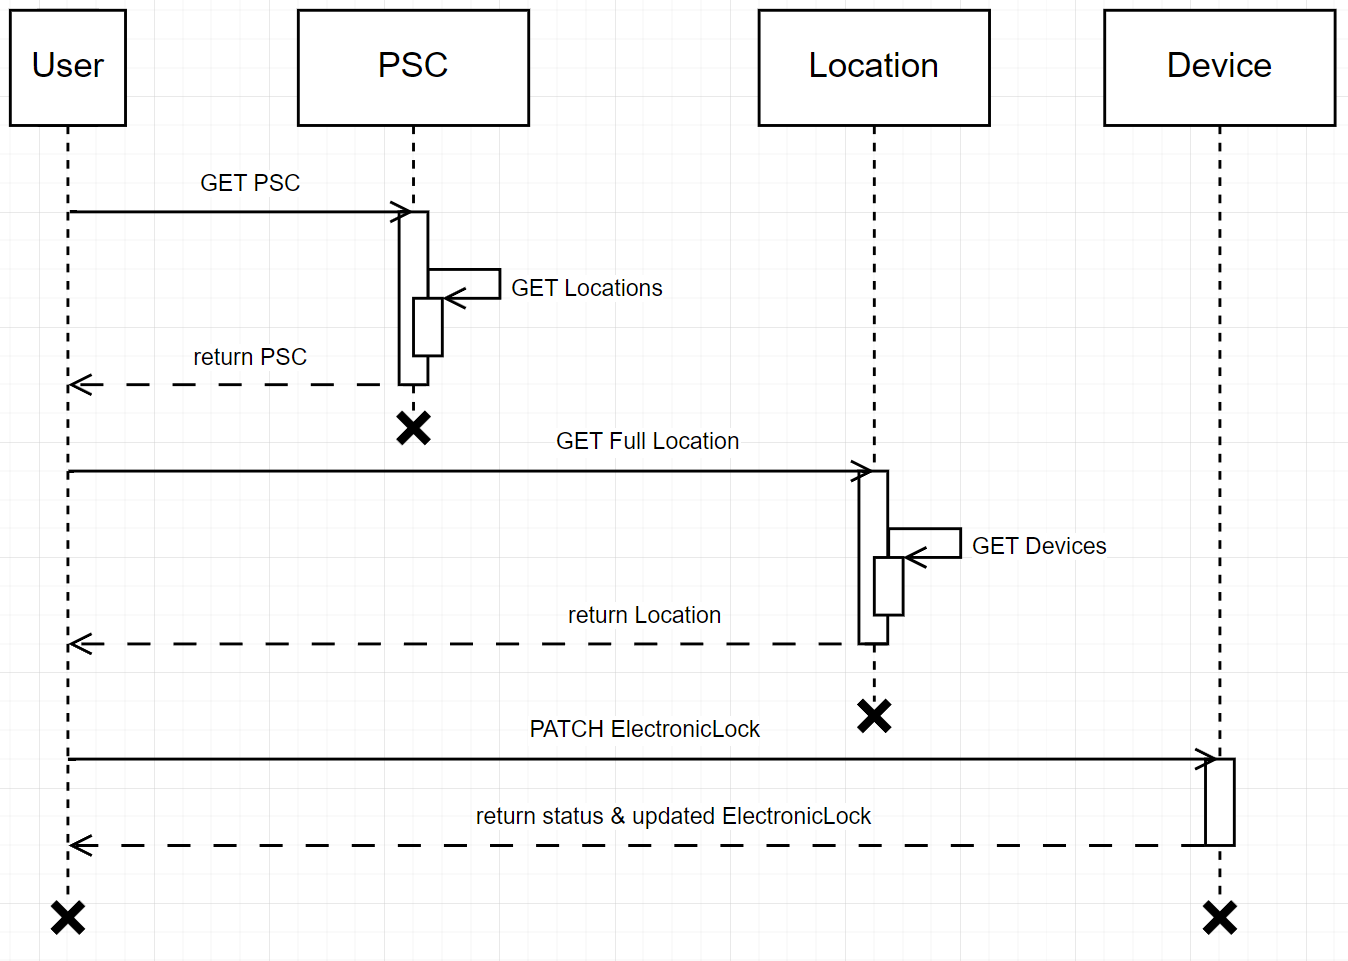 User
PSC
Location
Device
GET PSC
GET Locations
return PSC
GET Full Location
GET Devices
return Location
PATCH ElectronicLock
return status & updated ElectronicLock